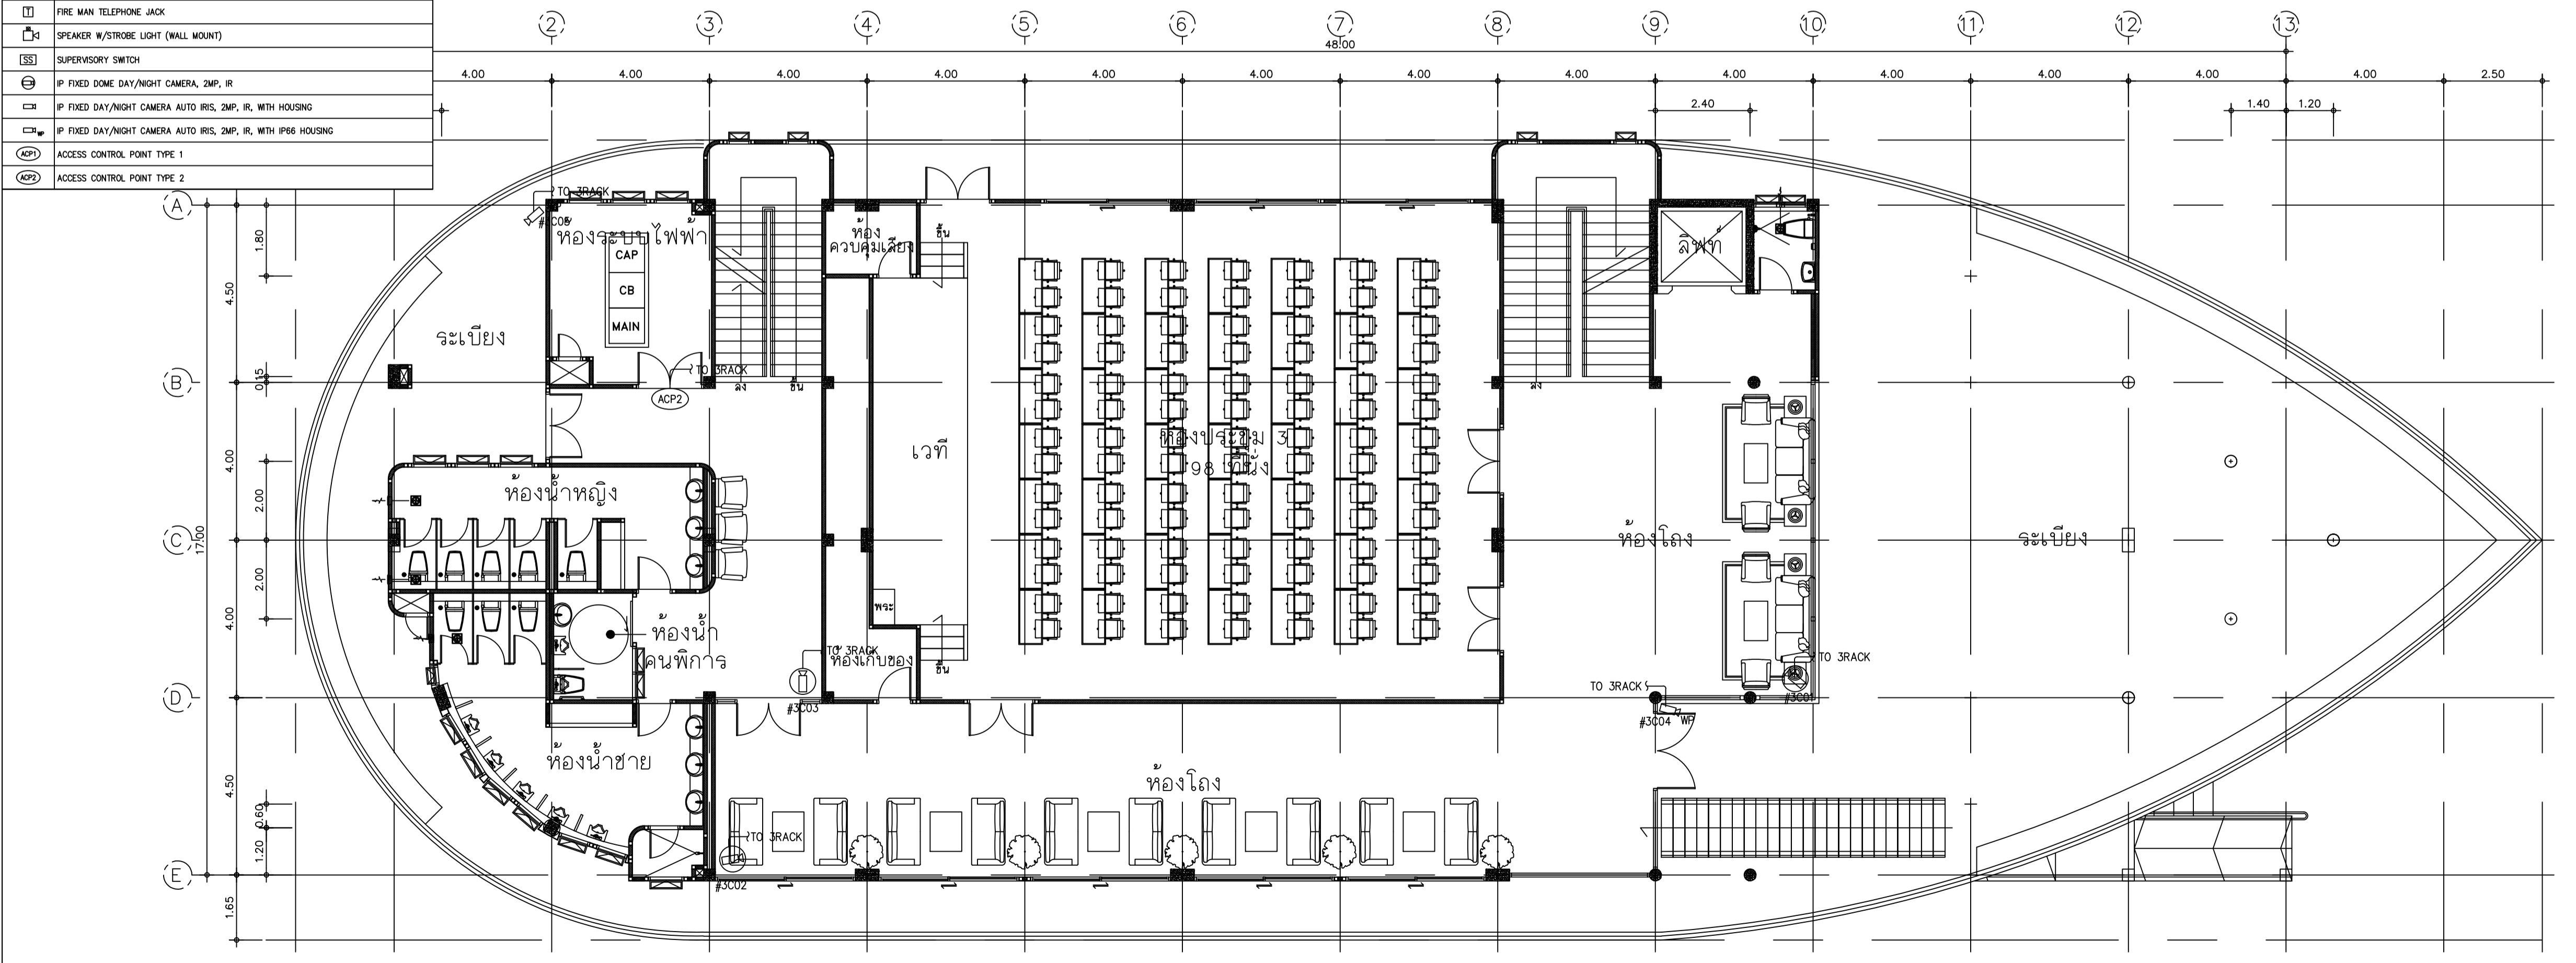 T FIRE MAN TELEPHONE JACK
SPEAKER W/STROBE LIGHT (WALL MOUNT)
SS SUPERVISORY SWITCH
IP FIXED DOME DAY/NIGHT CAMERA, 2MP, IR
IP FIXED DAY/NIGHT CAMERA AUTO IRIS, 2MP, IR, WITH HOUSING
WP IP FIXED DAY/NIGHT CAMERA AUTO IRIS, 2MP, IR, WITH IP66 HOUSING
ACP1 ACCESS CONTROL POINT TYPE 1
ACP2 ACCESS CONTROL POINT TYPE 2
2 3 4 5 6 7 8 9 10 11 12 13
48.00
4.00 4.00 4.00 4.00 4.00 4.00 4.00 4.00 4.00 4.00 4.00 4.00 4.00 2.50
2.40 1.40 1.20
TO 3RACK
#3C05
A
ห้องระบบไฟฟ้า
ห้อง
ควบคุมเสียง
ขึ้น
ลิฟท์
1.80
CAP
CB
MAIN
4.50
ระเบียง
TO 3RACK
B
0.15
ลง
ขึ้น
ลง
ACP2
ห้องประชุม 3
98 ที่นั่ง
เวที
4.00
2.00
ห้องน้ำหญิง
C
17.00
ห้องโถง
ระเบียง
2.00
4.00
พระ
ห้องน้ำ
คนพิการ
TO 3RACK
ห้องเก็บของ
ขึ้น
TO 3RACK
TO 3RACK
D
#3C03
#3C01
#3C04
WP
ห้องน้ำชาย
ห้องโถง
4.50
0.60
1.20
TO 3RACK
E
#3C02
1.65